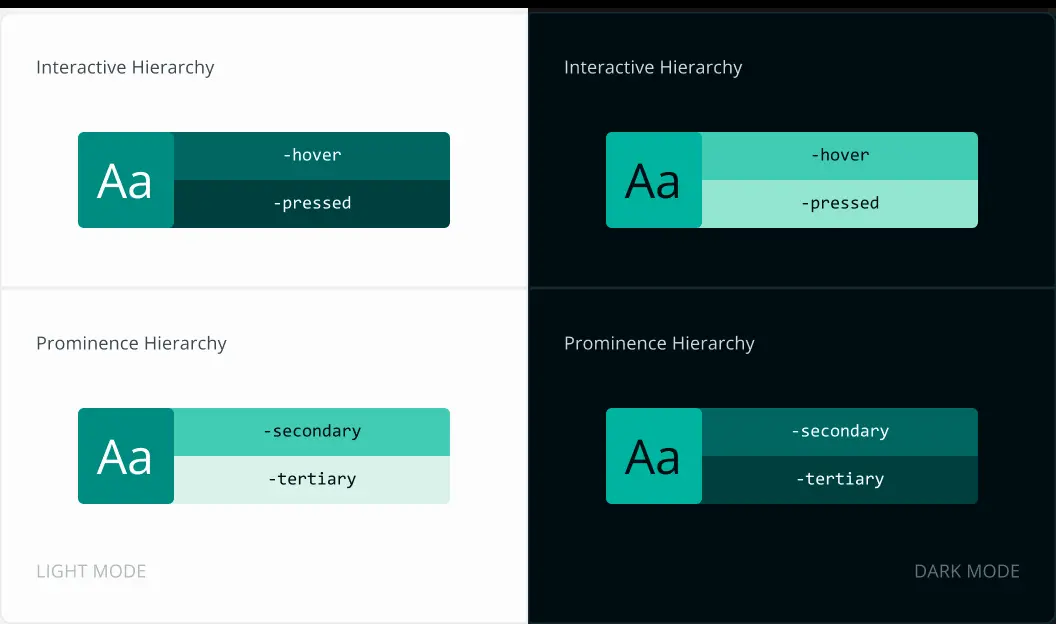 Interactive Hierarchy
Aa
-hover
-pressed
Prominence Hierarchy
Aa
-secondary
-tertiary
LIGHT MODE
Interactive Hierarchy
Aa
-hover
-pressed
Prominence Hierarchy
Aa
-secondary
-tertiary
DARK MODE